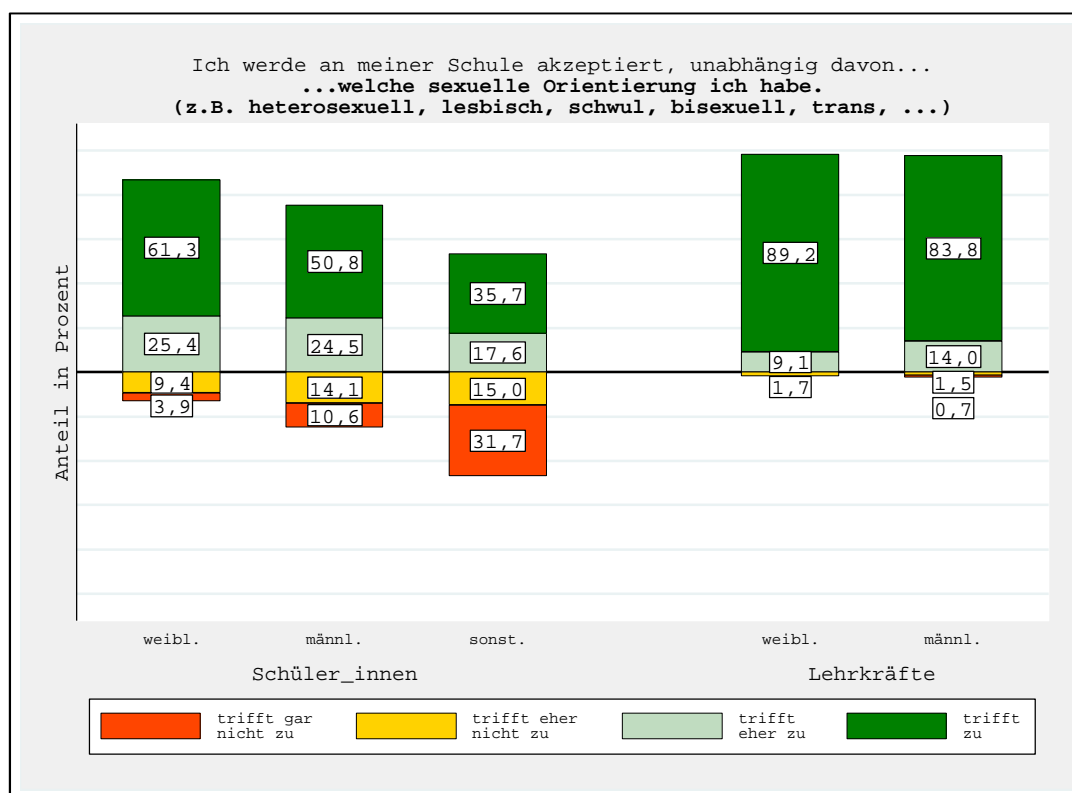 Ich werde an meiner Schule akzeptiert, unabhängig davon...
...welche sexuelle Orientierung ich habe.
(z.B. heterosexuell, lesbisch, schwul, bisexuell, trans, ...)
Anteil in Prozent
61,3
50,8
35,7
89,2
83,8
25,4
24,5
17,6
9,1
14,0
9,4
14,1
15,0
1,7
1,5
3,9
10,6
31,7
0,7
weibl.
männl.
sonst.
weibl.
männl.
Schüler_innen
Lehrkräfte
trifft gar
nicht zu
trifft eher
nicht zu
trifft
eher zu
trifft
zu